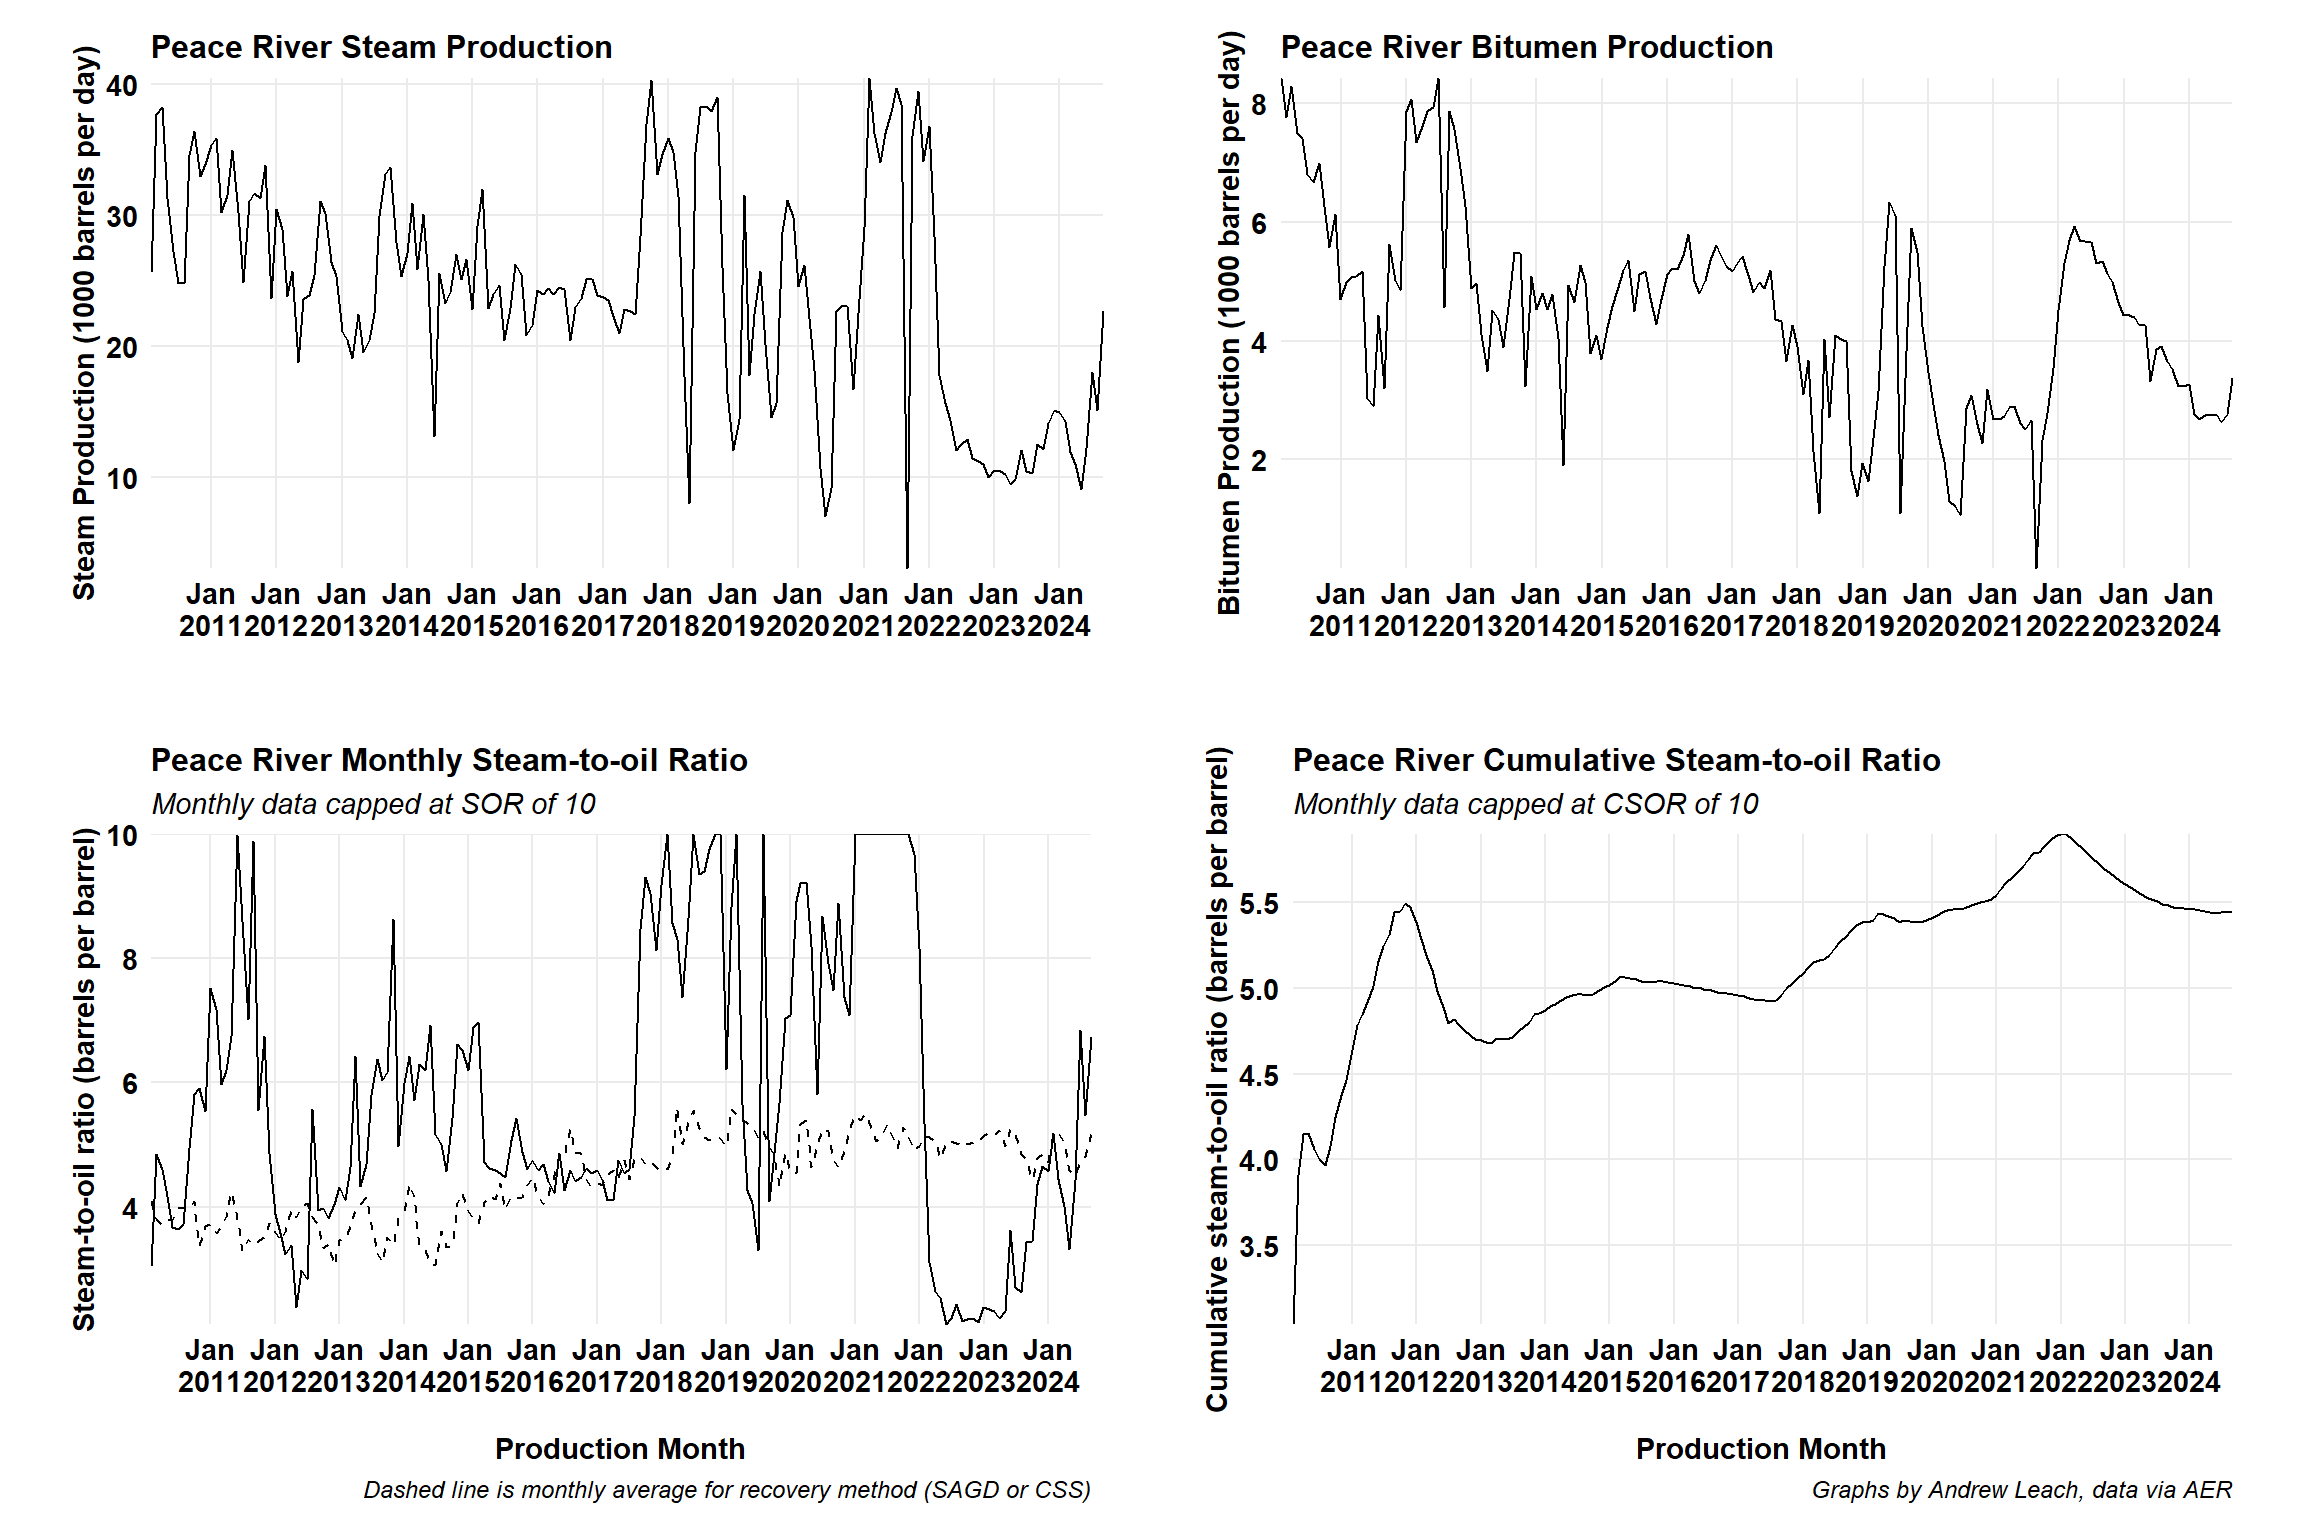 Peace River Steam Production
Steam Production (1000 barrels per day)
40
30
20
10
Jan Jan Jan Jan Jan Jan Jan Jan Jan Jan Jan Jan Jan Jan
2011 2012 2013 2014 2015 2016 2017 2018 2019 2020 2021 2022 2023 2024
Peace River Bitumen Production
Bitumen Production (1000 barrels per day)
8
6
4
2
Jan Jan Jan Jan Jan Jan Jan Jan Jan Jan Jan Jan Jan Jan
2011 2012 2013 2014 2015 2016 2017 2018 2019 2020 2021 2022 2023 2024
Peace River Monthly Steam-to-oil Ratio
Monthly data capped at SOR of 10
Steam-to-oil ratio (barrels per barrel)
10
8
6
4
Jan Jan Jan Jan Jan Jan Jan Jan Jan Jan Jan Jan Jan Jan
2011 2012 2013 2014 2015 2016 2017 2018 2019 2020 2021 2022 2023 2024
Production Month
Dashed line is monthly average for recovery method (SAGD or CSS)
Peace River Cumulative Steam-to-oil Ratio
Monthly data capped at CSOR of 10
Cumulative steam-to-oil ratio (barrels per barrel)
5.5
5.0
4.5
4.0
3.5
Jan Jan Jan Jan Jan Jan Jan Jan Jan Jan Jan Jan Jan Jan
2011 2012 2013 2014 2015 2016 2017 2018 2019 2020 2021 2022 2023 2024
Production Month
Graphs by Andrew Leach, data via AER